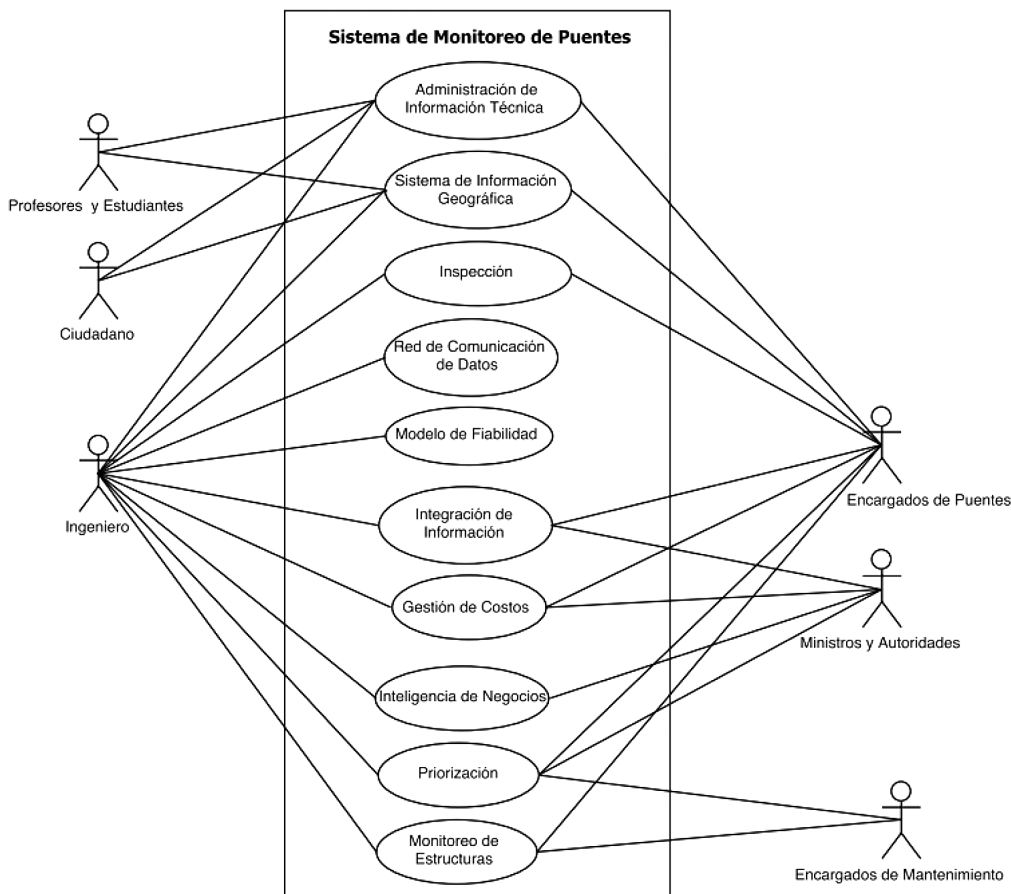 Sistema de Monitoreo de Puentes
Administración de
Información Técnica
Profesores y Estudiantes
Sistema de Información
Geográfica
Inspección
Ciudadano
Red de Comunicación
de Datos
Modelo de Fiabilidad
Ingeniero
Integración de
Información
Encargados de Puentes
Gestión de Costos
Ministros y Autoridades
Inteligencia de Negocios
Priorización
Monitoreo de
Estructuras
Encargados de Mantenimiento